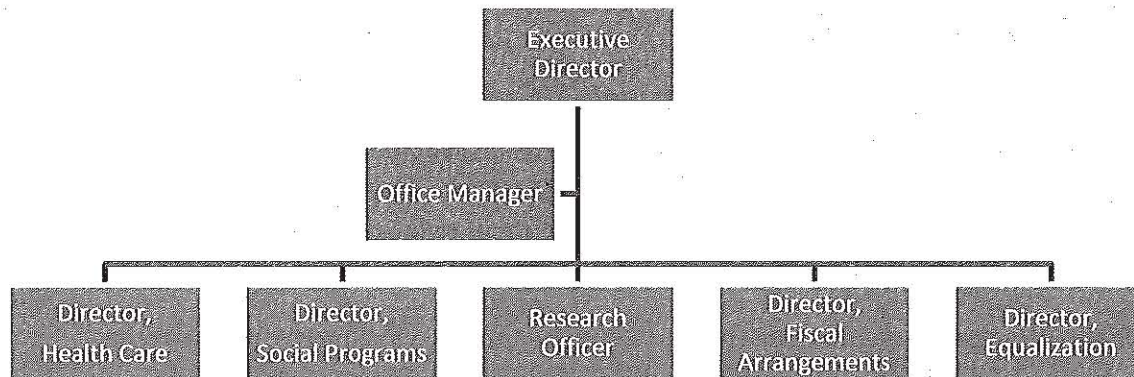 Executive
Director
Office Manager
Director,
Health Care
Director,
Social Programs
Research
Officer
Director,
Fiscal
Arrangements
Director,
Equalization